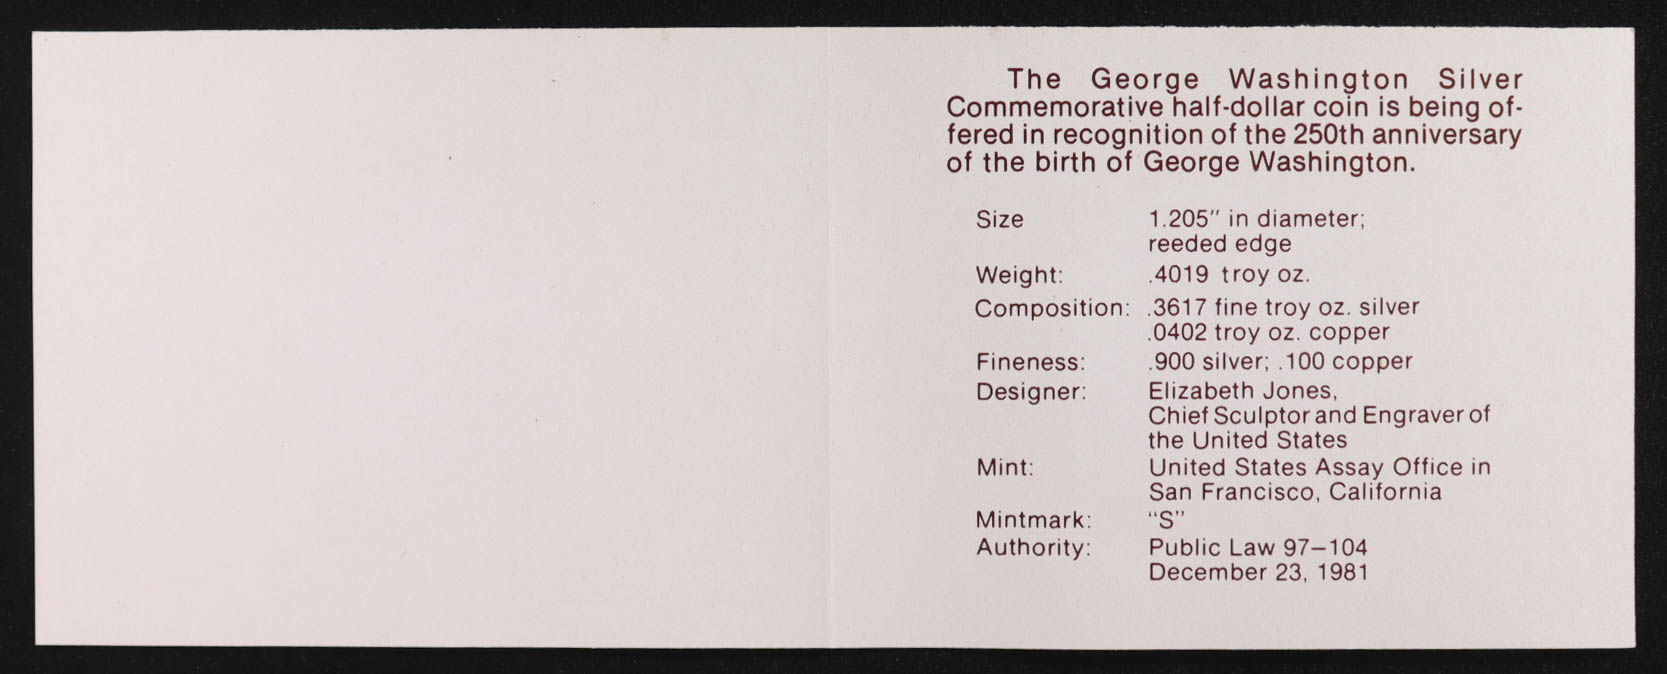 The George Washington Silver
Commemorative half-dollar coin is being of-
fered in recognition of the 250th anniversary
of the birth of George Washington.
Size 1.205" in diameter;
reeded edge
Weight: .4019 troy oz.
Composition: .3617 fine troy oz. silver
.0402 troy oz. copper
Fineness: .900 silver; .100 copper
Designer: Elizabeth Jones,
Chief Sculptor and Engraver of
the United States
Mint: United States Assay Office in
San Francisco, California
Mintmark: “S”
Authority: Public Law 97–104
December 23, 1981